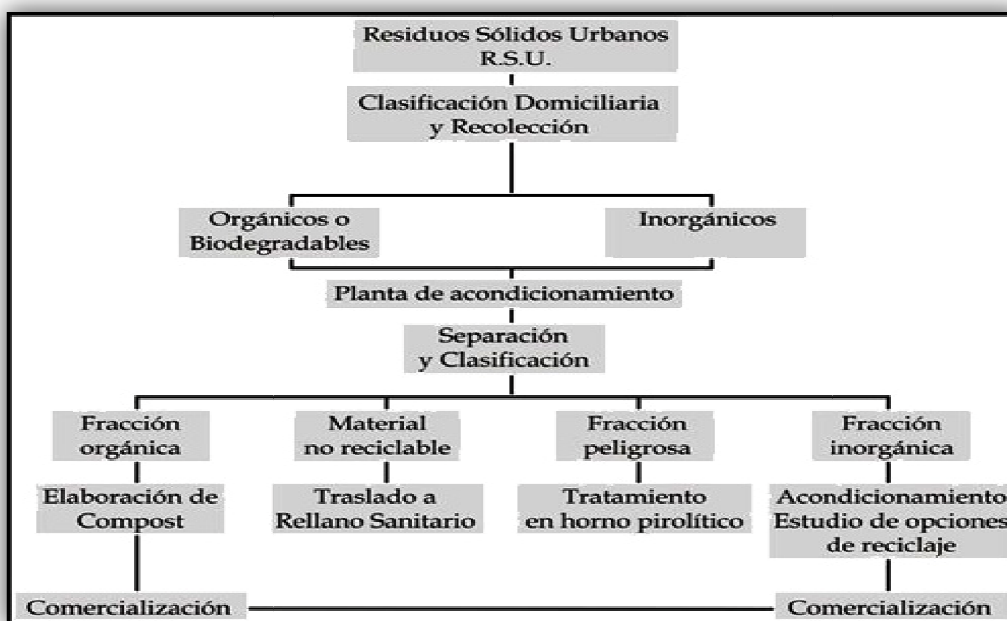 Residuos Sólidos Urbanos
R.S.U.
Clasificación Domiciliaria
y Recolección
Orgánicos o
Biodegradables
Inorgánicos
Planta de acondicionamiento
Separación
y Clasificación
Fracción
orgánica
Material
no reciclable
Fracción
peligrosa
Fracción
inorgánica
Elaboración de
Compost
Traslado a
Rellano Sanitario
Tratamiento
en horno pirolítico
Acondicionamiento
Estudio de opciones
de reciclaje
Comercialización
Comercialización